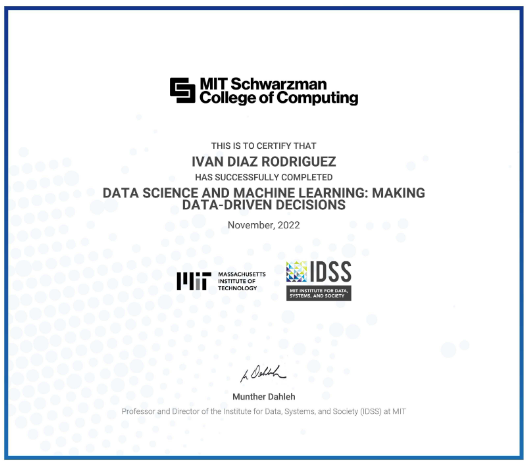 MIT Schwarzman
College of Computing
THIS IS TO CERTIFY THAT
IVAN DIAZ RODRIGUEZ
HAS SUCCESSFULLY COMPLETED
DATA SCIENCE AND MACHINE LEARNING: MAKING
DATA-DRIVEN DECISIONS
November, 2022
MIT
MASSACHUSETTS
INSTITUTE OF
TECHNOLOGY
IDSS
MIT INSTITUTE FOR DATA,
SYSTEMS, AND SOCIETY
Munther Dahleh
Professor and Director of the Institute for Data, Systems, and Society (IDSS) at MIT